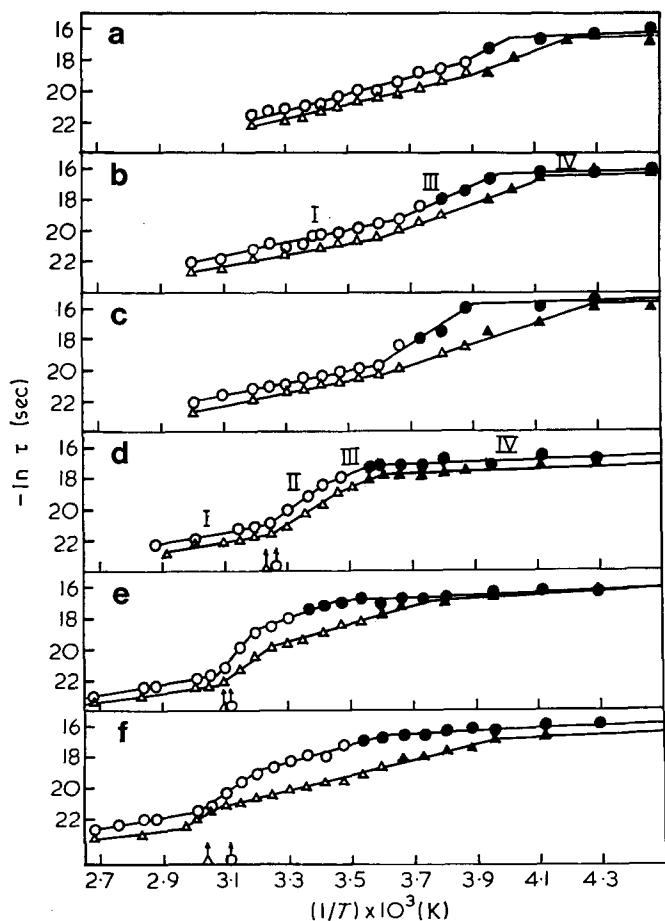 a
16
18
20
22
b
16
18
20
22
I
III
IV
c
16
18
20
22
d
16
18
20
22
I
II
III
IV
e
16
18
20
22
f
16
18
20
22
-ln τ (sec)
2.7 2.9 3.1 3.3 3.5 3.7 3.9 4.1 4.3
(1/T) × 10³ (K)